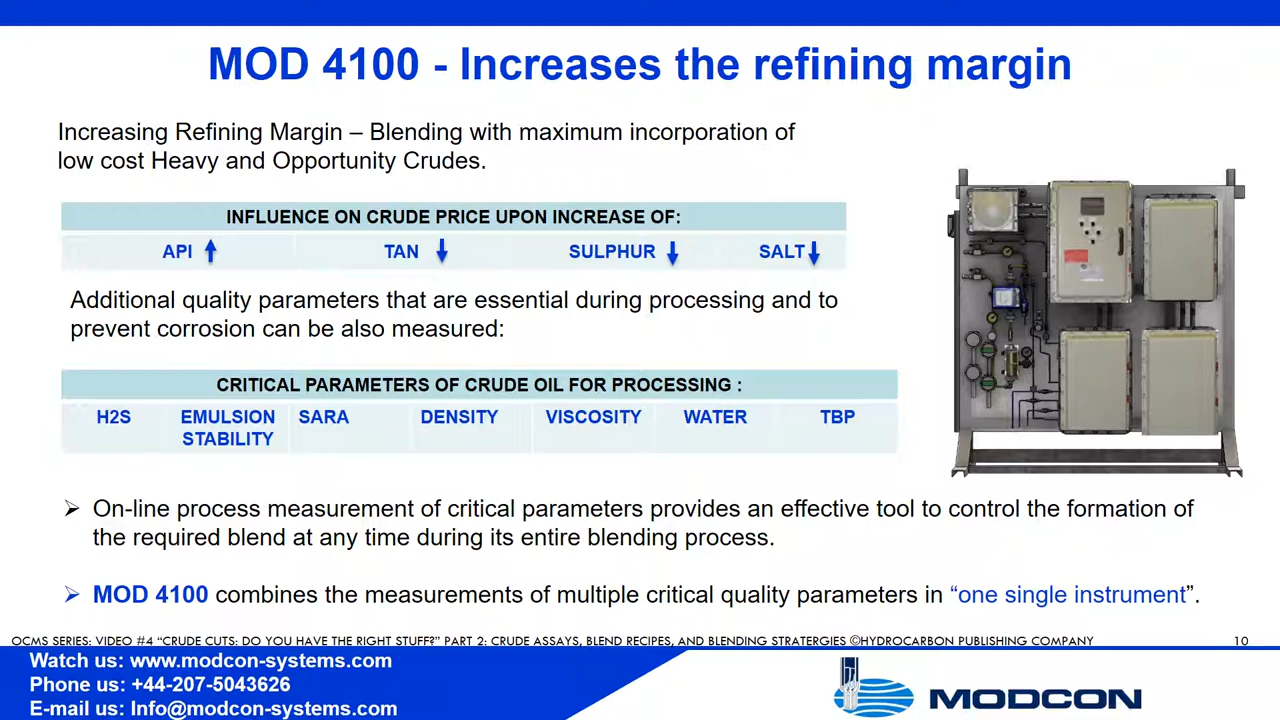 MOD 4100 - Increases the refining margin
Increasing Refining Margin – Blending with maximum incorporation of
low cost Heavy and Opportunity Crudes.
INFLUENCE ON CRUDE PRICE UPON INCREASE OF:
API TAN SULPHUR SALT
Additional quality parameters that are essential during processing and to
prevent corrosion can be also measured:
CRITICAL PARAMETERS OF CRUDE OIL FOR PROCESSING :
H2S EMULSION STABILITY SARA DENSITY VISCOSITY WATER TBP
On-line process measurement of critical parameters provides an effective tool to control the formation of
the required blend at any time during its entire blending process.
MOD 4100 combines the measurements of multiple critical quality parameters in “one single instrument”.
OCMS SERIES: VIDEO #4 “CRUDE CUTS: DO YOU HAVE THE RIGHT STUFF?” PART 2: CRUDE ASSAYS, BLEND RECIPES, AND BLENDING STRATERGIES ©HYDROCARBON PUBLISHING COMPANY 10
Watch us: www.modcon-systems.com
Phone us: +44-207-5043626
E-mail us: Info@modcon-systems.com
MODCON